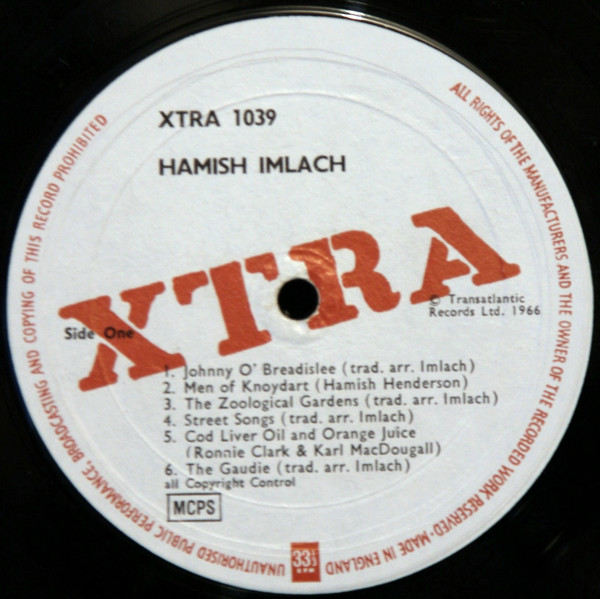 XTRA 1039
HAMISH IMLACH
XTRA
Side One
© Transatlantic
Records Ltd. 1966
1. Johnny O' Breadislee (trad. arr. Imlach)
2. Men of Knoydart (Hamish Henderson)
3. The Zoological Gardens (trad. arr. Imlach)
4. Street Songs (trad. arr. Imlach)
5. Cod Liver Oil and Orange Juice
(Ronnie Clark & Karl MacDougall)
6. The Gaudie (trad. arr. Imlach)
all Copyright Control
MCPS
ALL RIGHTS OF THE MANUFACTURERS AND THE OWNER OF THE RECORDED WORK RESERVED·MADE IN ENGLAND
33⅓ RPM
UNAUTHORISED PUBLIC PERFORMANCE, BROADCASTING AND COPYING OF THIS RECORD PROHIBITED